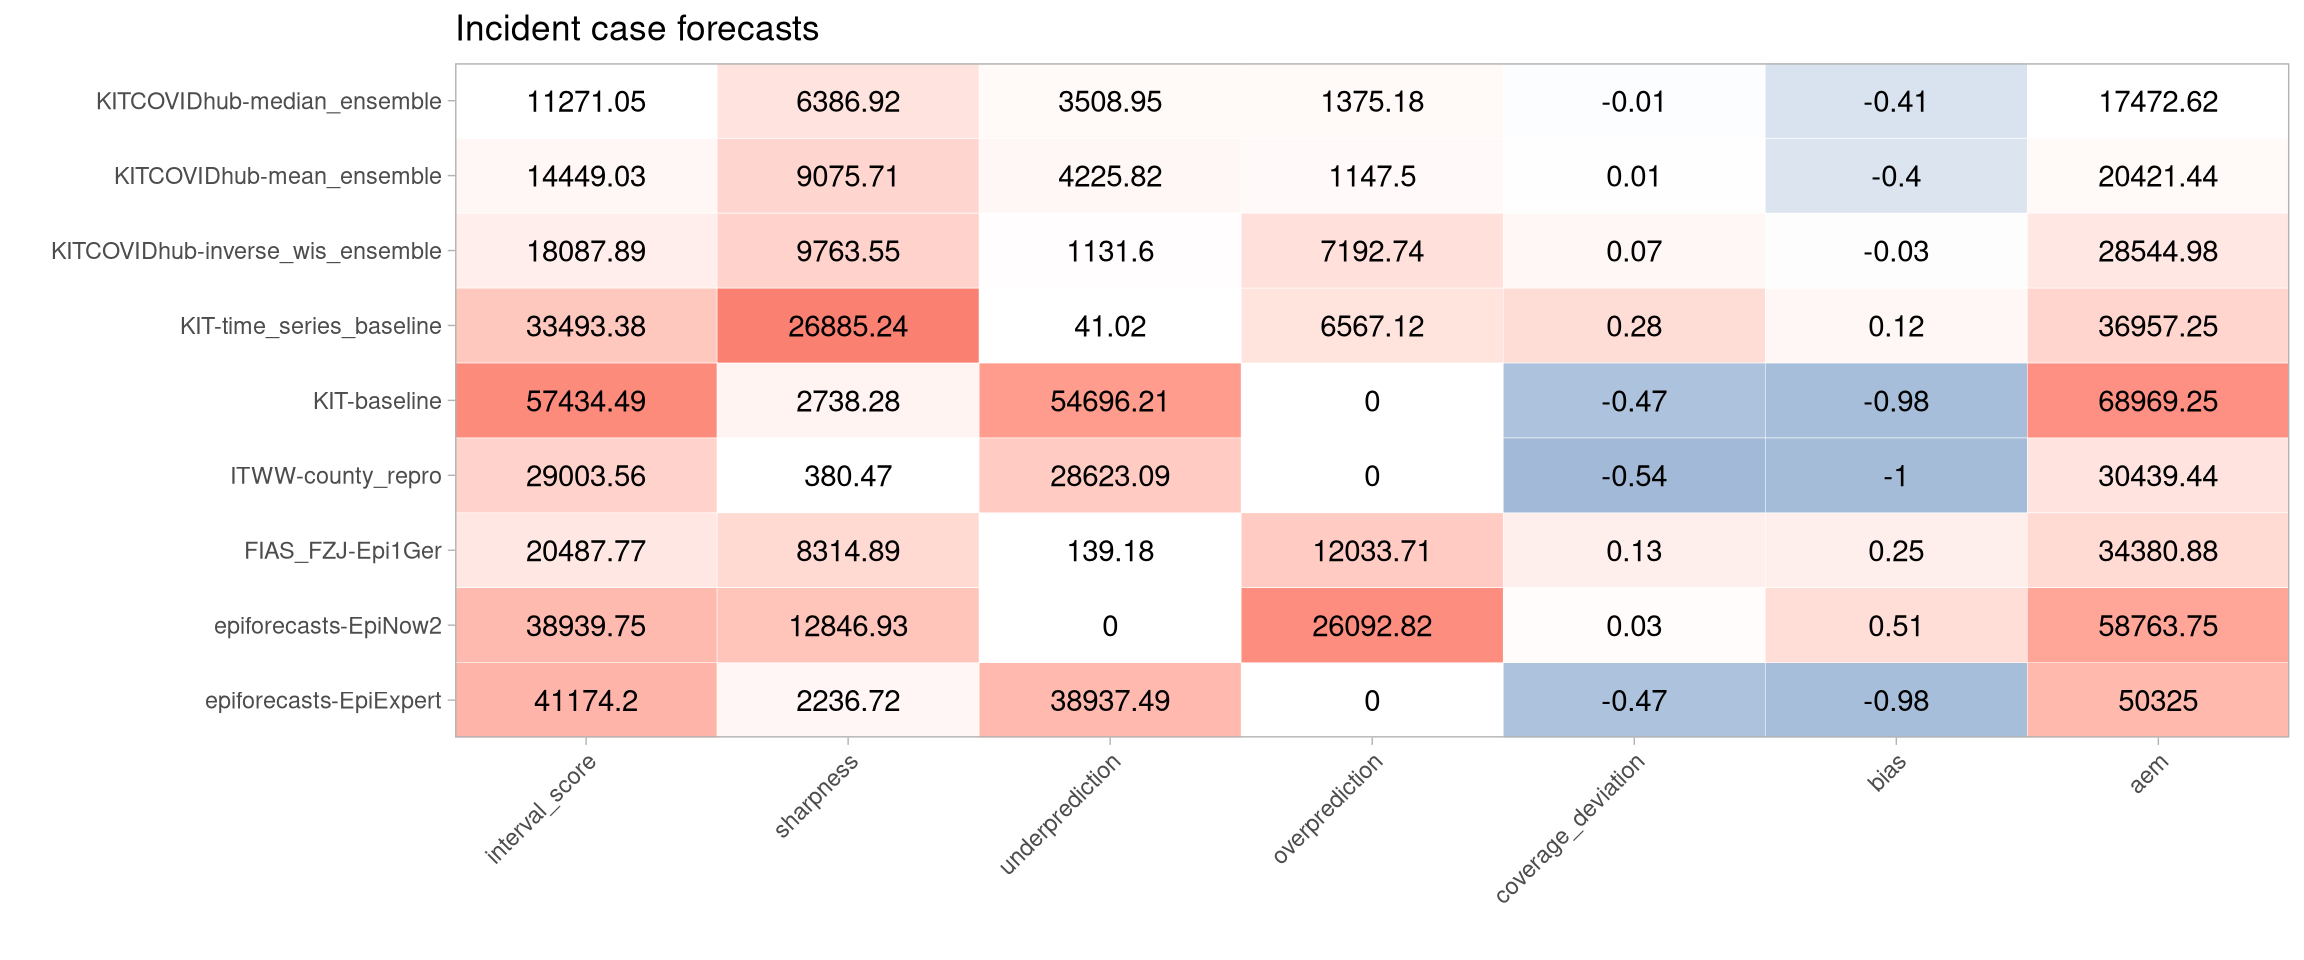 Incident case forecasts
KITCOVIDhub-median_ensemble 11271.05 6386.92 3508.95 1375.18 -0.01 -0.41 17472.62
KITCOVIDhub-mean_ensemble 14449.03 9075.71 4225.82 1147.5 0.01 -0.4 20421.44
KITCOVIDhub-inverse_wis_ensemble 18087.89 9763.55 1131.6 7192.74 0.07 -0.03 28544.98
KIT-time_series_baseline 33493.38 26885.24 41.02 6567.12 0.28 0.12 36957.25
KIT-baseline 57434.49 2738.28 54696.21 0 -0.47 -0.98 68969.25
ITWW-county_repro 29003.56 380.47 28623.09 0 -0.54 -1 30439.44
FIAS_FZJ-Epi1Ger 20487.77 8314.89 139.18 12033.71 0.13 0.25 34380.88
epiforecasts-EpiNow2 38939.75 12846.93 0 26092.82 0.03 0.51 58763.75
epiforecasts-EpiExpert 41174.2 2236.72 38937.49 0 -0.47 -0.98 50325
interval_score sharpness underprediction overprediction coverage_deviation bias aem